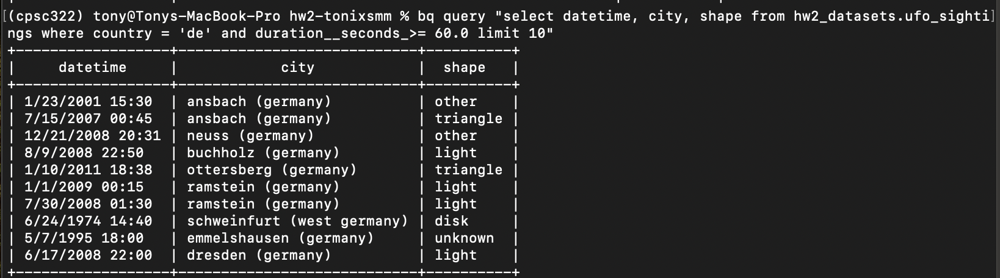 [(cpsc322) tony@Tonys-MacBook-Pro hw2-tonixsmm % bq query "select datetime, city, shape from hw2_datasets.ufo_sighti]
ngs where country = 'de' and duration__seconds_>= 60.0 limit 10"
+------------------+----------------------------+----------+
|     datetime     |            city            |  shape   |
+------------------+----------------------------+----------+
| 1/23/2001 15:30  | ansbach (germany)          | other    |
| 7/15/2007 00:45  | ansbach (germany)          | triangle |
| 12/21/2008 20:31 | neuss (germany)            | other    |
| 8/9/2008 22:50   | buchholz (germany)         | light    |
| 1/10/2011 18:38  | ottersberg (germany)       | triangle |
| 1/1/2009 00:15   | ramstein (germany)         | light    |
| 7/30/2008 01:30  | ramstein (germany)         | light    |
| 6/24/1974 14:40  | schweinfurt (west germany) | disk     |
| 5/7/1995 18:00   | emmelshausen (germany)     | unknown  |
| 6/17/2008 22:00  | dresden (germany)          | light    |
+------------------+----------------------------+----------+